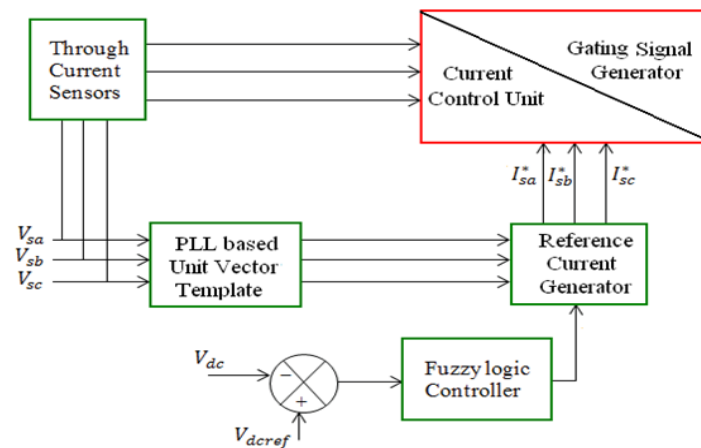 Through
Current
Sensors
Gating Signal
Generator
Current
Control Unit
I*sa
I*sb
I*sc
Vsa
Vsb
Vsc
PLL based
Unit Vector
Template
Reference
Current
Generator
Vdc
−
+
Vdcref
Fuzzy logic
Controller